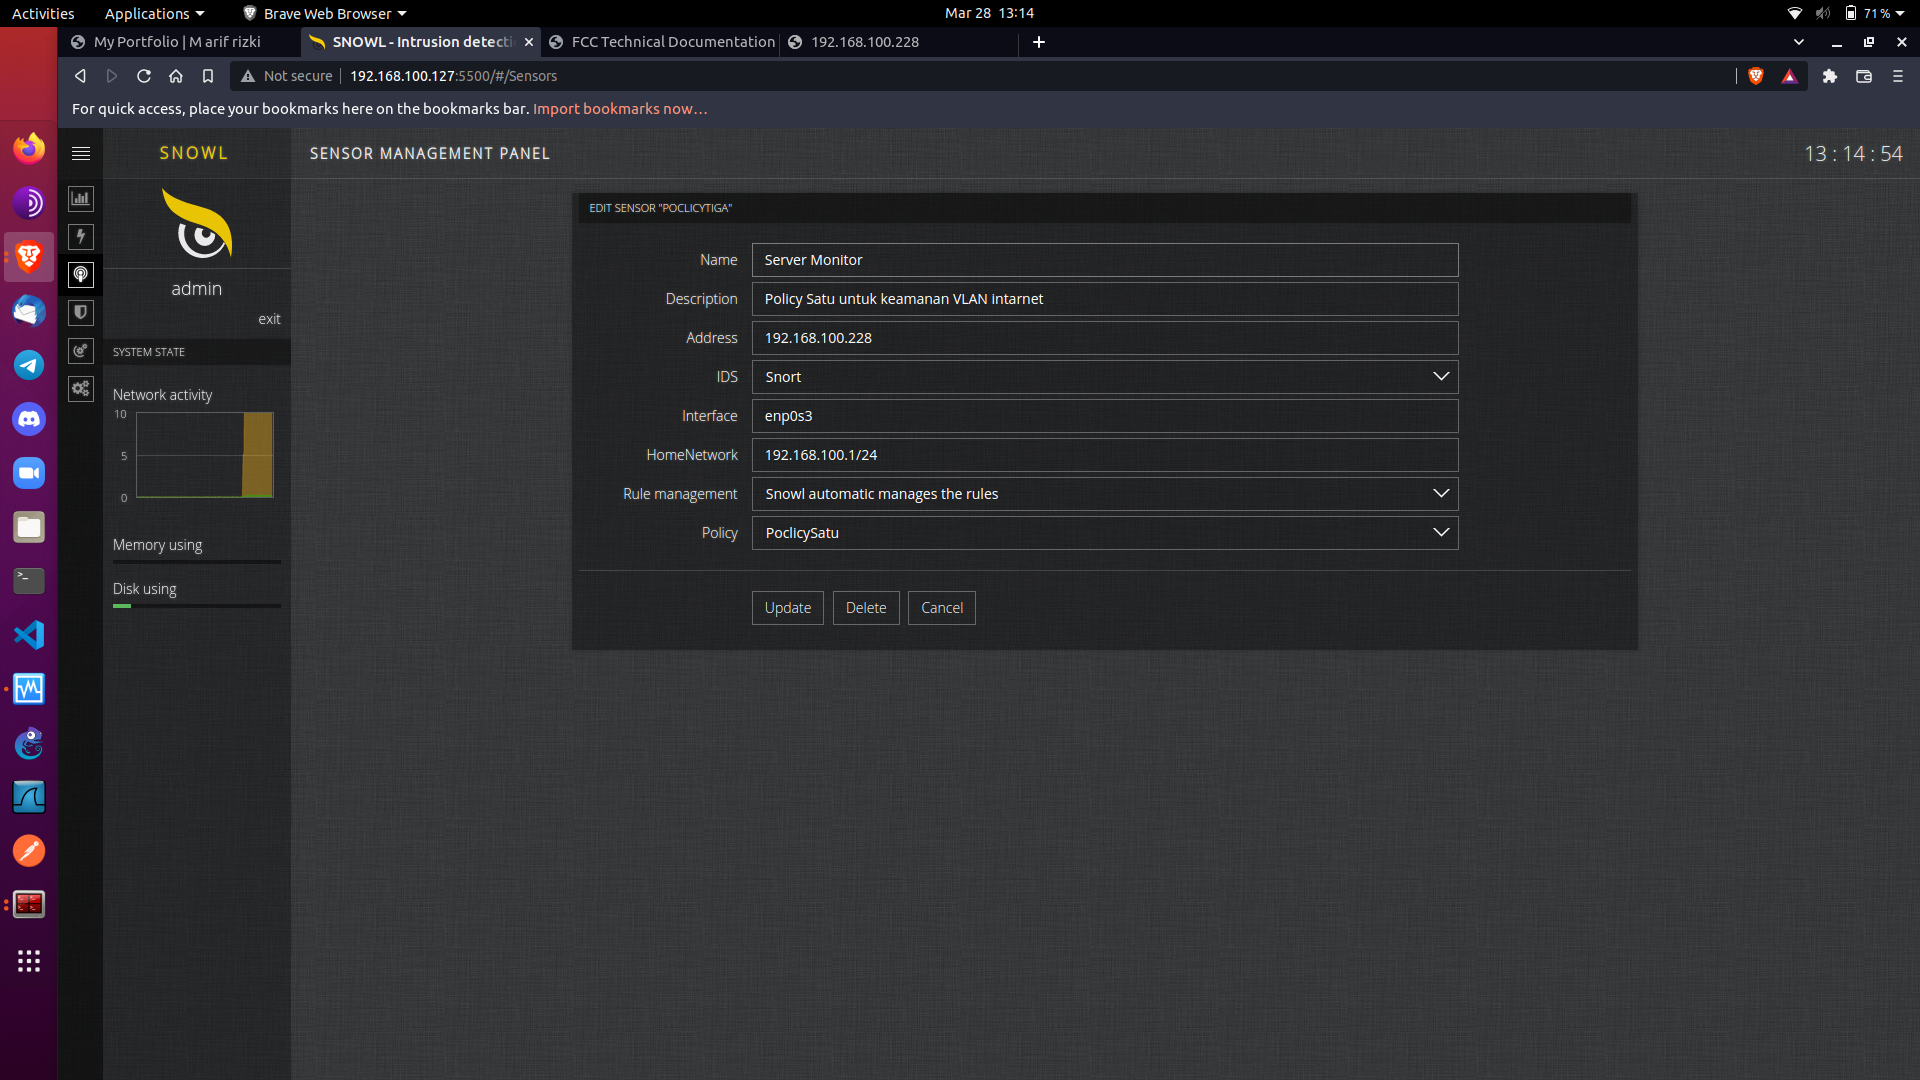 Activities
Applications
Brave Web Browser
Mar 28 13:14
71 %
My Portfolio | M arif rizki
SNOWL - Intrusion detecti
FCC Technical Documentation
192.168.100.228
Not secure
192.168.100.127:5500/#/Sensors
For quick access, place your bookmarks here on the bookmarks bar. Import bookmarks now...
SNOWL
SENSOR MANAGEMENT PANEL
13 : 14 : 54
admin
exit
SYSTEM STATE
Network activity
10
5
0
Memory using
Disk using
EDIT SENSOR "POCLICYTIGA"
Name
Server Monitor
Description
Policy Satu untuk keamanan VLAN intarnet
Address
192.168.100.228
IDS
Snort
Interface
enp0s3
HomeNetwork
192.168.100.1/24
Rule management
Snowl automatic manages the rules
Policy
PoclicySatu
Update
Delete
Cancel